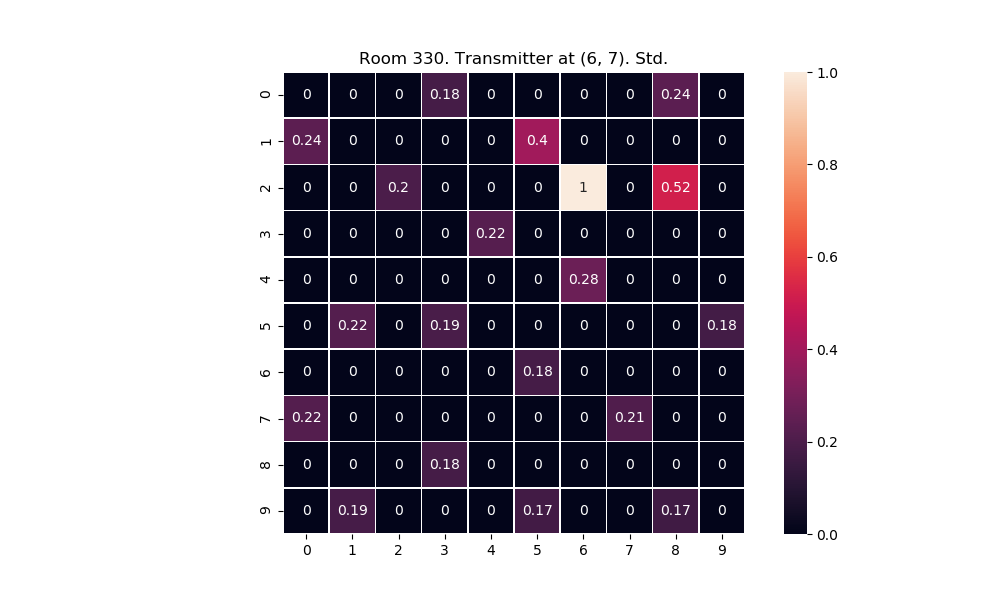 Room 330. Transmitter at (6, 7). Std.
0 0 0 0 0.18 0 0 0 0 0.24 0
1 0.24 0 0 0 0 0.4 0 0 0 0
2 0 0 0.2 0 0 0 1 0 0.52 0
3 0 0 0 0 0.22 0 0 0 0 0
4 0 0 0 0 0 0 0.28 0 0 0
5 0 0.22 0 0.19 0 0 0 0 0 0.18
6 0 0 0 0 0 0.18 0 0 0 0
7 0.22 0 0 0 0 0 0 0.21 0 0
8 0 0 0 0.18 0 0 0 0 0 0
9 0 0.19 0 0 0 0.17 0 0 0.17 0
0 1 2 3 4 5 6 7 8 9
1.0
0.8
0.6
0.4
0.2
0.0